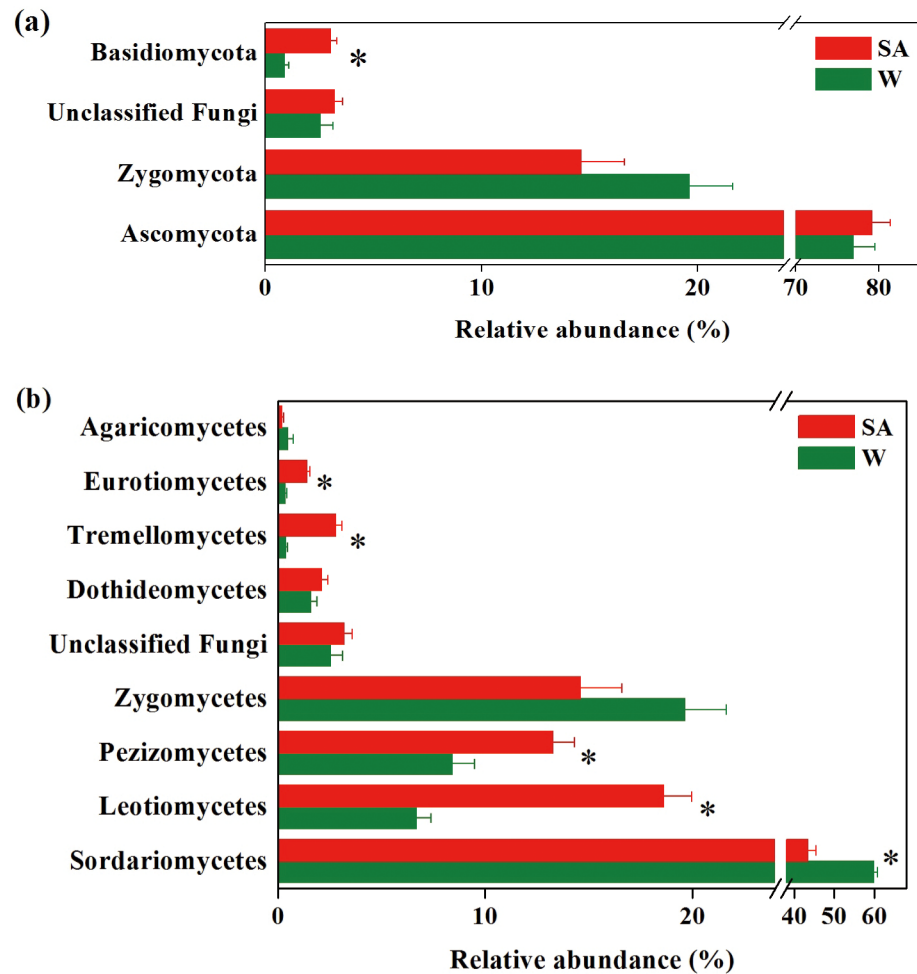 (a)
SA
W
Basidiomycota
*
Unclassified Fungi
Zygomycota
Ascomycota
0 10 20 70 80
Relative abundance (%)
(b)
SA
W
Agaricomycetes
Eurotiomycetes
*
Tremellomycetes
*
Dothideomycetes
Unclassified Fungi
Zygomycetes
Pezizomycetes
*
Leotiomycetes
*
Sordariomycetes
*
0 10 20 40 50 60
Relative abundance (%)